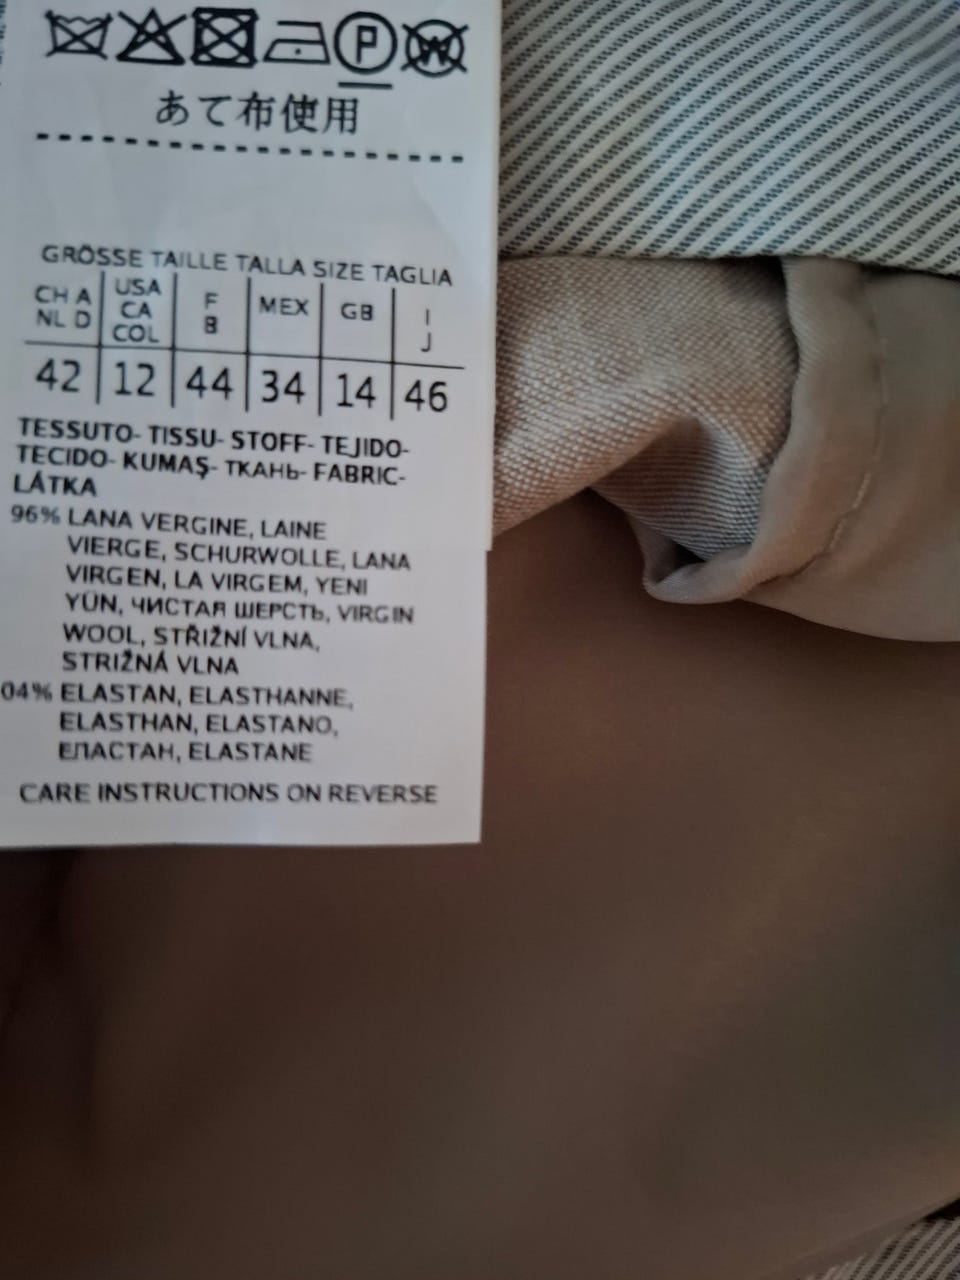 P W
あて布使用
GRÖSSE TAILLE TALLA SIZE TAGLIA
CH A NL D USA CA COL F B MEX GB I J
42 12 44 34 14 46
TESSUTO- TISSU- STOFF- TEJIDO-
TECIDO- KUMAŞ- ТКАНЬ- FABRIC-
LÁTKA
96% LANA VERGINE, LAINE
VIERGE, SCHURWOLLE, LANA
VIRGEN, LA VIRGEM, YENI
YÜN, ЧИСТАЯ ШЕРСТЬ, VIRGIN
WOOL, STŘIŽNÍ VLNA,
STRIŽNÁ VLNA
04% ELASTAN, ELASTHANNE,
ELASTHAN, ELASTANO,
ЕЛАСТАН, ELASTANE
CARE INSTRUCTIONS ON REVERSE